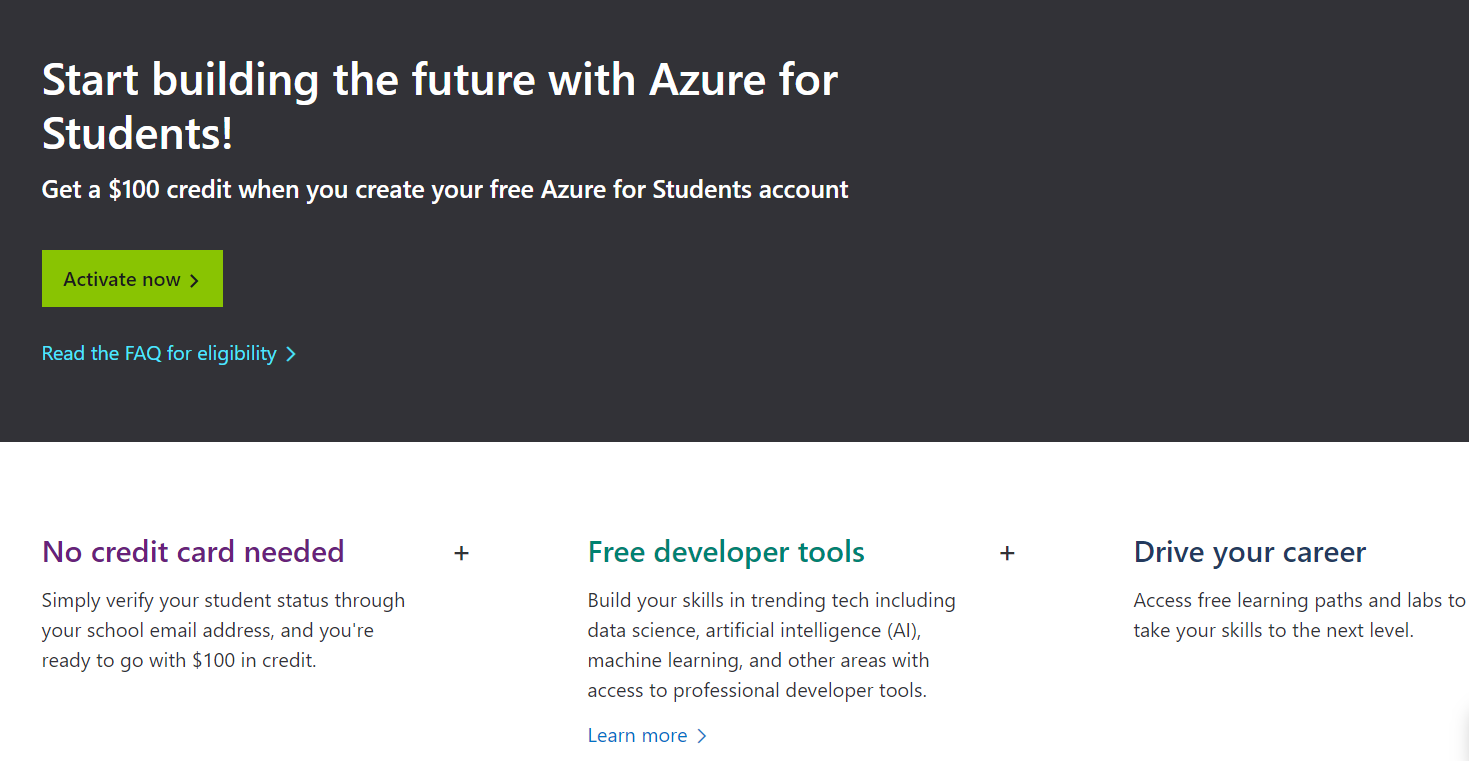 Start building the future with Azure for
Students!
Get a $100 credit when you create your free Azure for Students account
Activate now
Read the FAQ for eligibility
No credit card needed
+
Free developer tools
+
Drive your career
Simply verify your student status through
your school email address, and you're
ready to go with $100 in credit.
Build your skills in trending tech including
data science, artificial intelligence (AI),
machine learning, and other areas with
access to professional developer tools.
Learn more
Access free learning paths and labs to
take your skills to the next level.